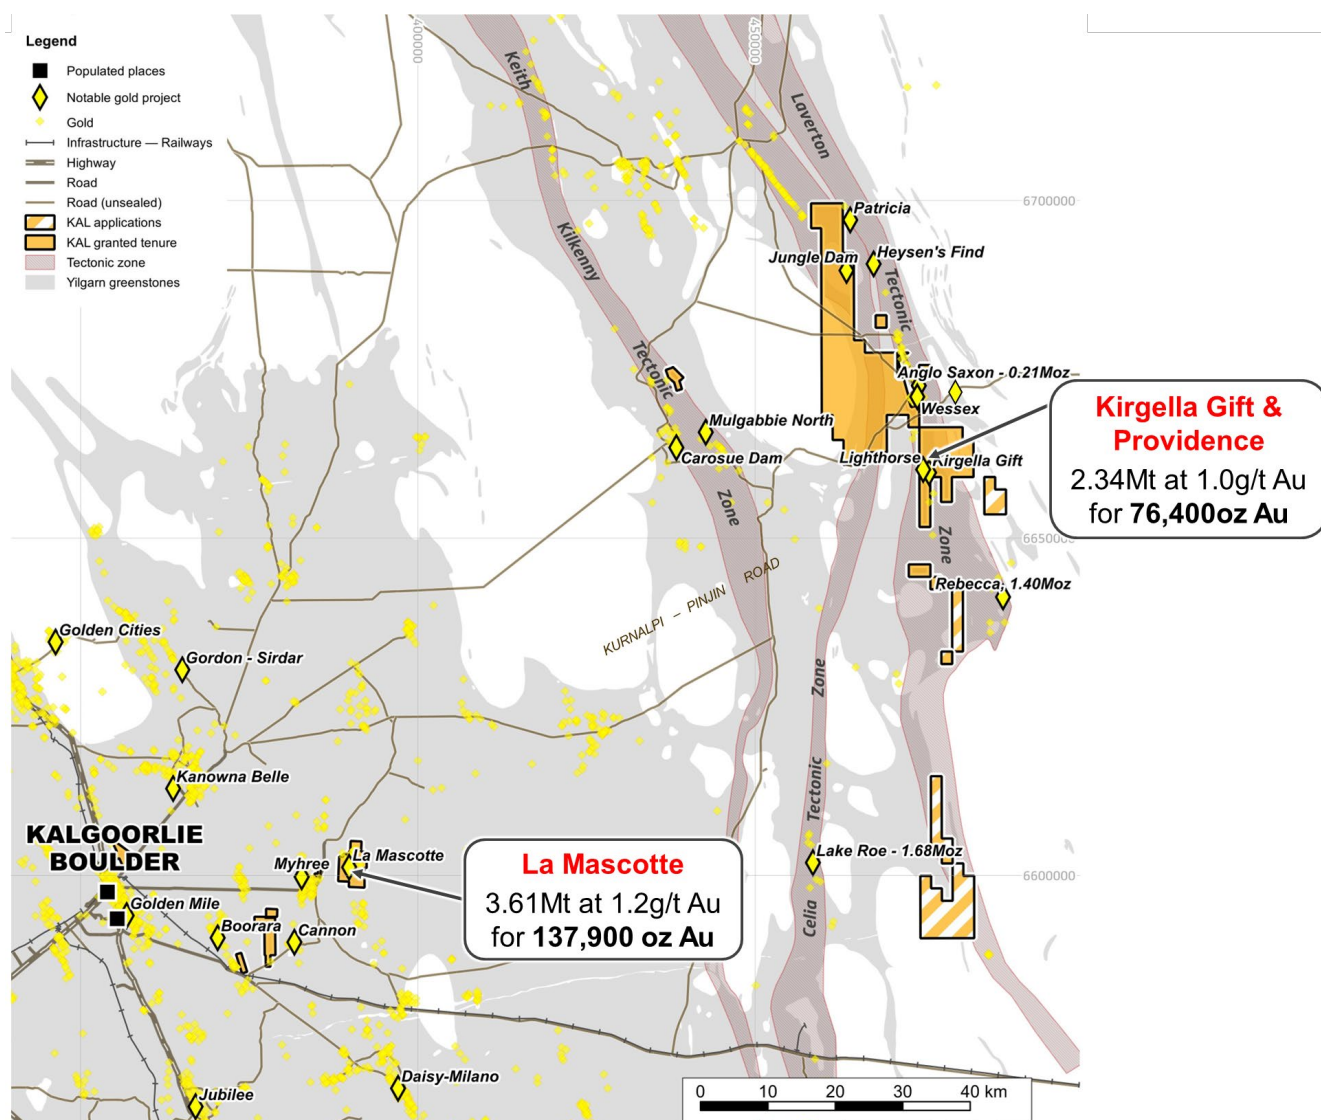 Legend
Populated places
Notable gold project
Gold
Infrastructure — Railways
Highway
Road
Road (unsealed)
KAL applications
KAL granted tenure
Tectonic zone
Yilgarn greenstones
400000
450000
Keith
Kilkenny
Tectonic
Zone
Laverton
Tectonic
Zone
6700000
Patricia
Jungle Dam
Heysen's Find
Anglo Saxon - 0.21Moz
Wessex
Mulgabbie North
Carosue Dam
Lighthorse
Kirgella Gift
Kirgella Gift &
Providence
2.34Mt at 1.0g/t Au
for 76,400oz Au
6650000
Rebecca, 1.40Moz
KURNALPI – PINJIN ROAD
Golden Cities
Gordon - Sirdar
Kanowna Belle
KALGOORLIE
BOULDER
Golden Mile
Myhree
La Mascotte
Boorara
Cannon
La Mascotte
3.61Mt at 1.2g/t Au
for 137,900 oz Au
Zone
Tectonic
Celia
Lake Roe - 1.68Moz
6600000
Daisy-Milano
Jubilee
0 10 20 30 40 km